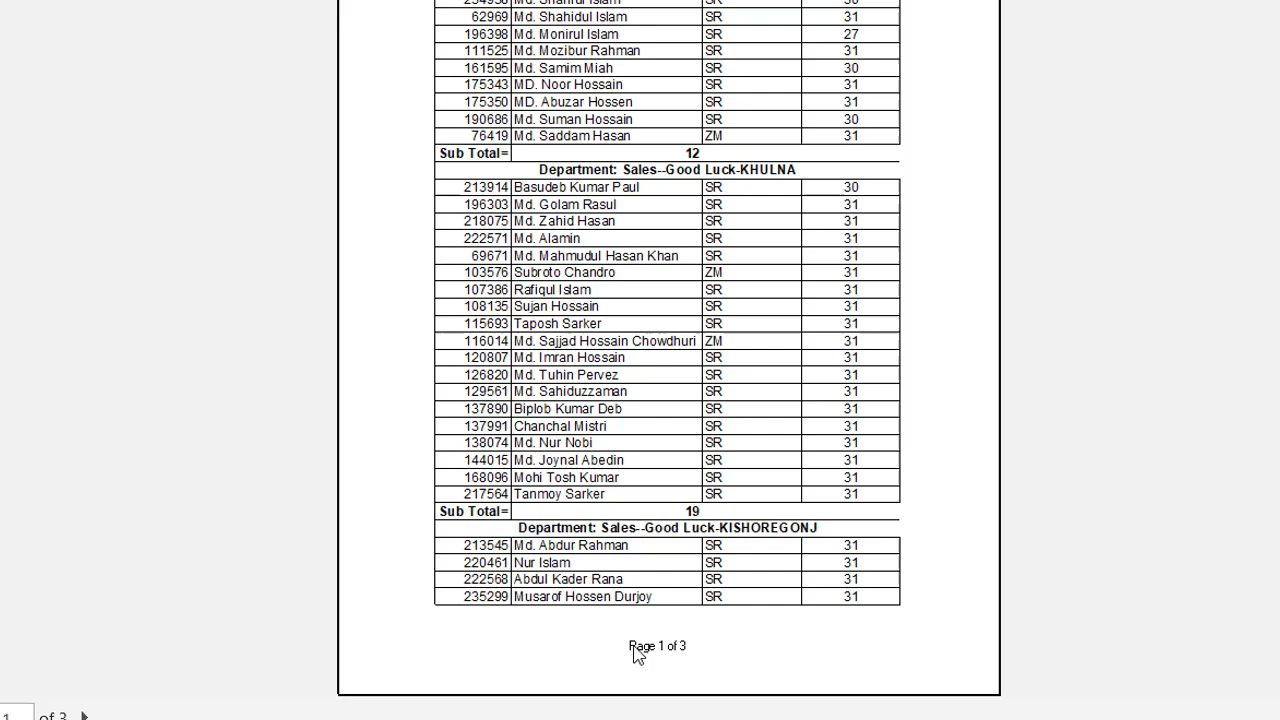 62969 Md. Shahidul Islam SR 31
196398 Md. Monirul Islam SR 27
111525 Md. Mozibur Rahman SR 31
161595 Md. Samim Miah SR 30
175343 MD. Noor Hossain SR 31
175350 MD. Abuzar Hossen SR 31
190686 Md. Suman Hossain SR 30
76419 Md. Saddam Hasan ZM 31
Sub Total= 12
Department: Sales--Good Luck-KHULNA
213914 Basudeb Kumar Paul SR 30
196303 Md. Golam Rasul SR 31
218075 Md. Zahid Hasan SR 31
222571 Md. Alamin SR 31
69671 Md. Mahmudul Hasan Khan SR 31
103576 Subroto Chandro ZM 31
107386 Rafiqul Islam SR 31
108135 Sujan Hossain SR 31
115693 Taposh Sarker SR 31
116014 Md. Sajjad Hossain Chowdhuri ZM 31
120807 Md. Imran Hossain SR 31
126820 Md. Tuhin Pervez SR 31
129561 Md. Sahiduzzaman SR 31
137890 Biplob Kumar Deb SR 31
137991 Chanchal Mistri SR 31
138074 Md. Nur Nobi SR 31
144015 Md. Joynal Abedin SR 31
168096 Mohi Tosh Kumar SR 31
217564 Tanmoy Sarker SR 31
Sub Total= 19
Department: Sales--Good Luck-KISHOREGONJ
213545 Md. Abdur Rahman SR 31
220461 Nur Islam SR 31
222568 Abdul Kader Rana SR 31
235299 Musarof Hossen Durjoy SR 31
Page 1 of 3
1 of 3